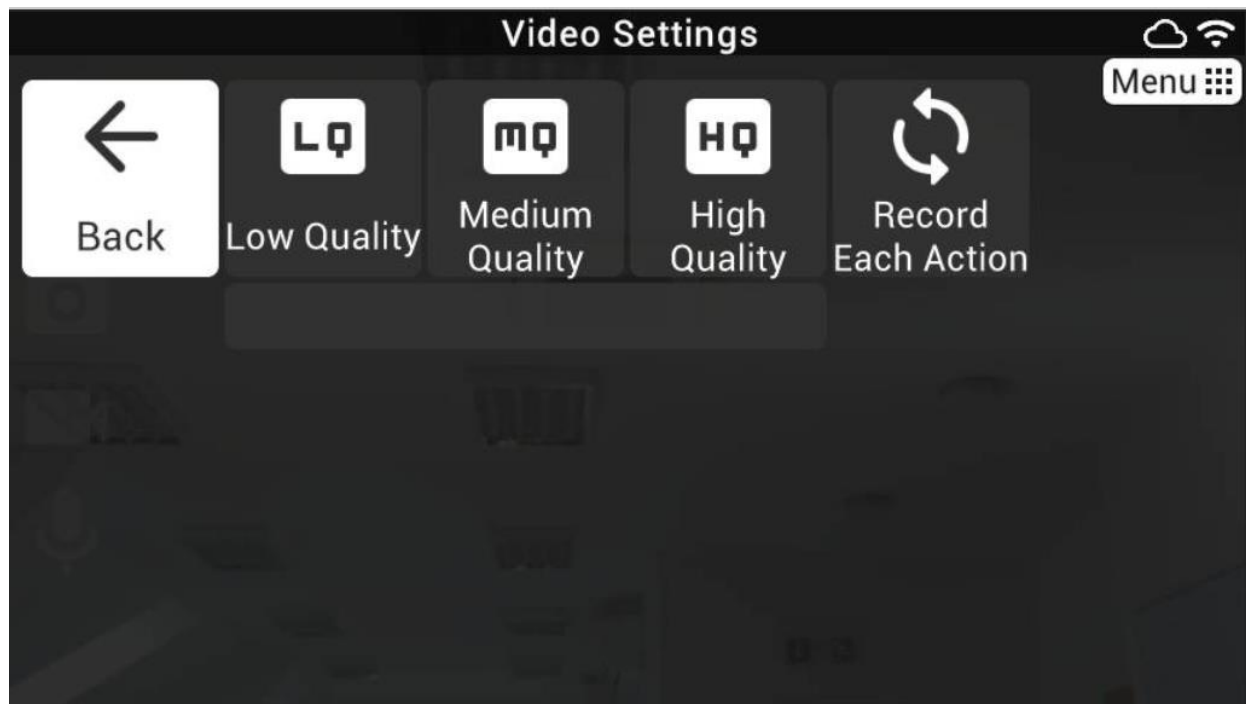 Video Settings
Menu
LQ
MQ
HQ
Back
Low Quality
Medium
Quality
High
Quality
Record
Each Action